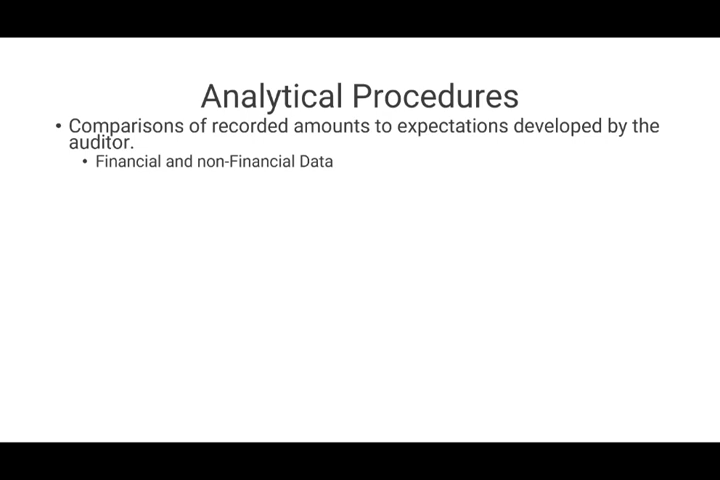 Analytical Procedures
• Comparisons of recorded amounts to expectations developed by the
auditor.
• Financial and non-Financial Data